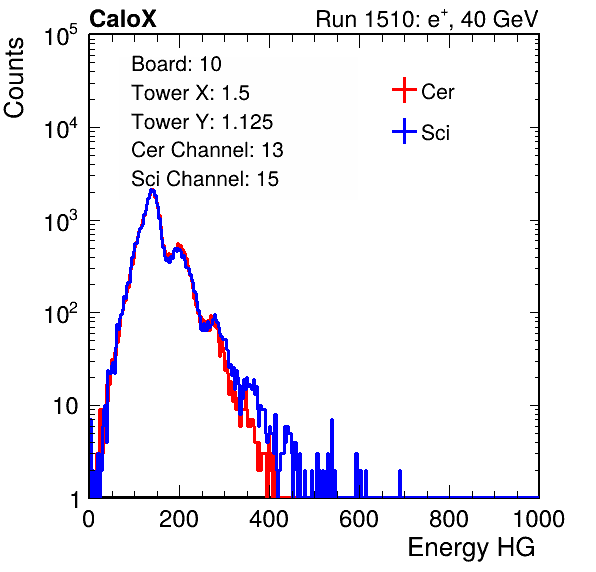 CaloX Run 1510: e⁺, 40 GeV
Counts
Board: 10
Tower X: 1.5
Tower Y: 1.125
Cer Channel: 13
Sci Channel: 15
Cer
Sci
10⁵
10⁴
10³
10²
10
1
0 200 400 600 800 1000
Energy HG